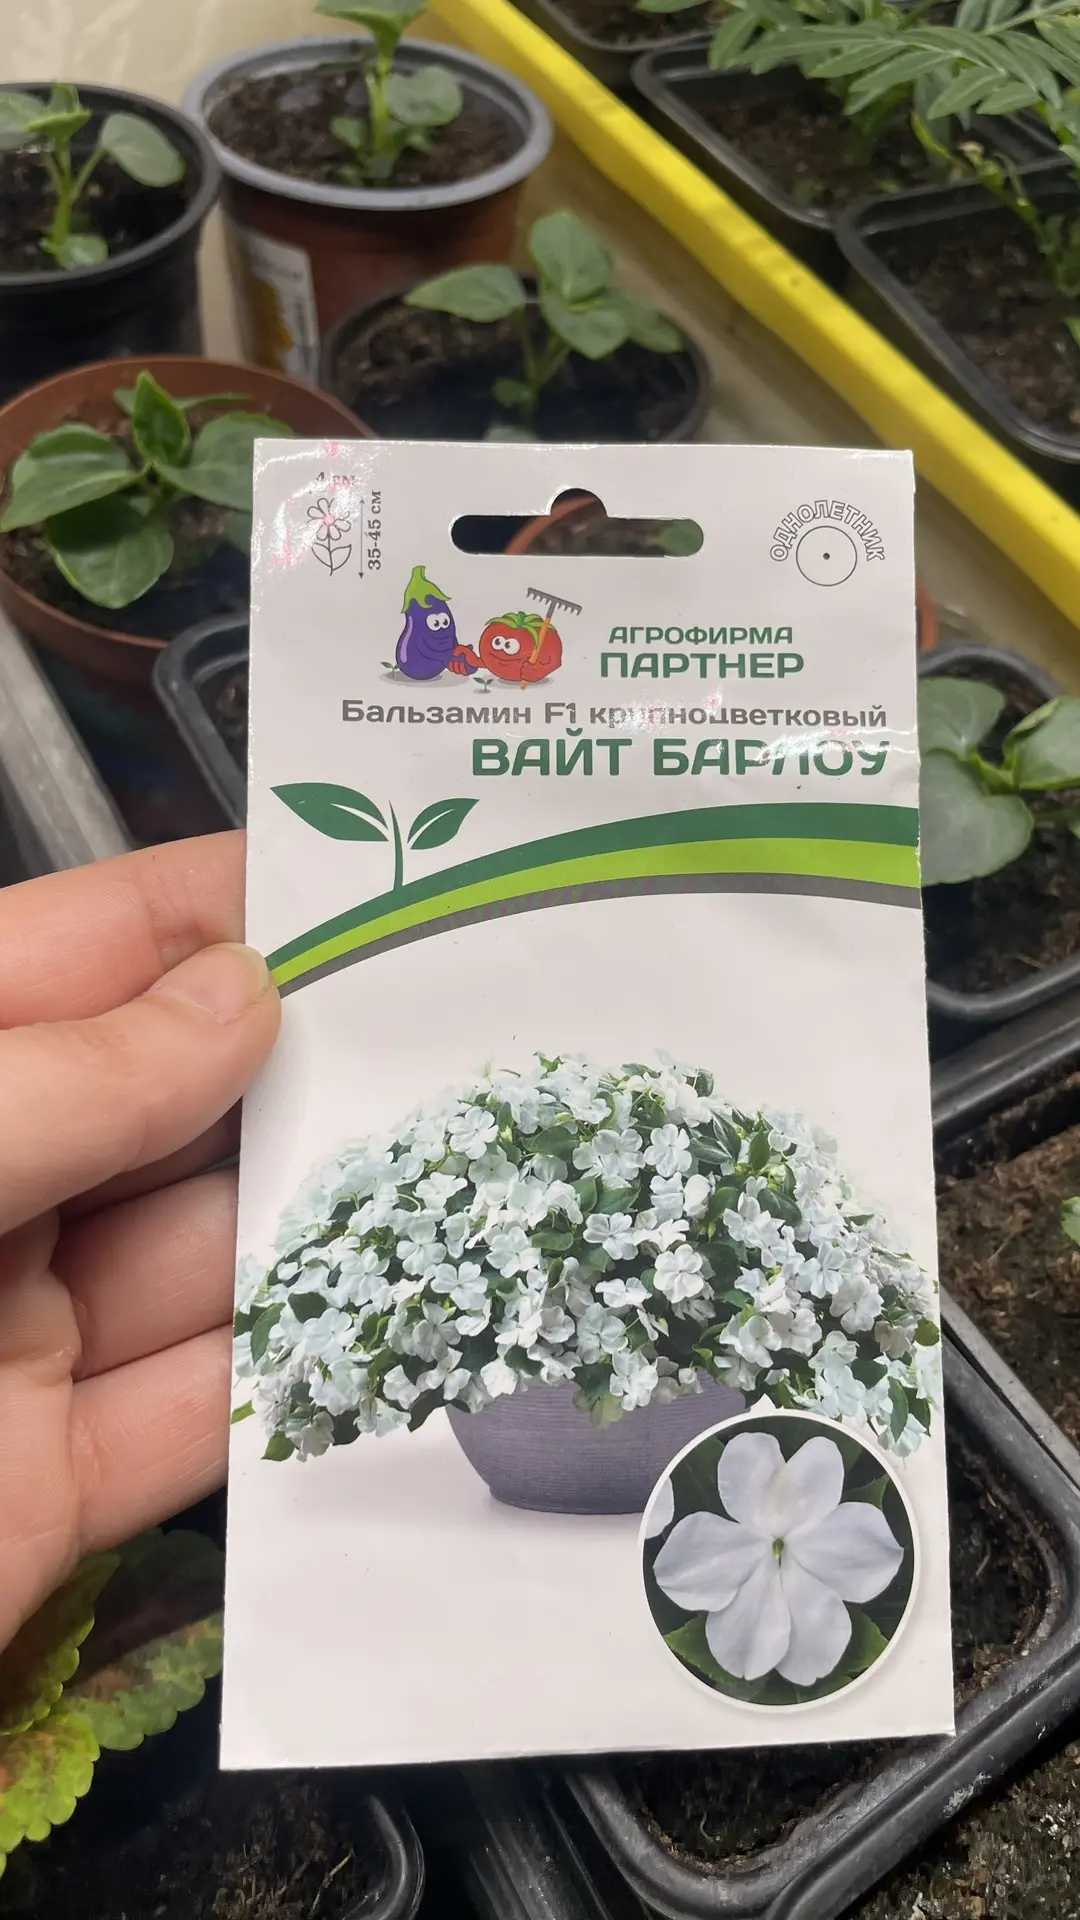 4 см
35-45 см
ОДНОЛЕТНИК
АГРОФИРМА
ПАРТНЕР
Бальзамин F1 крупноцветковый
ВАЙТ БАРЛОУ